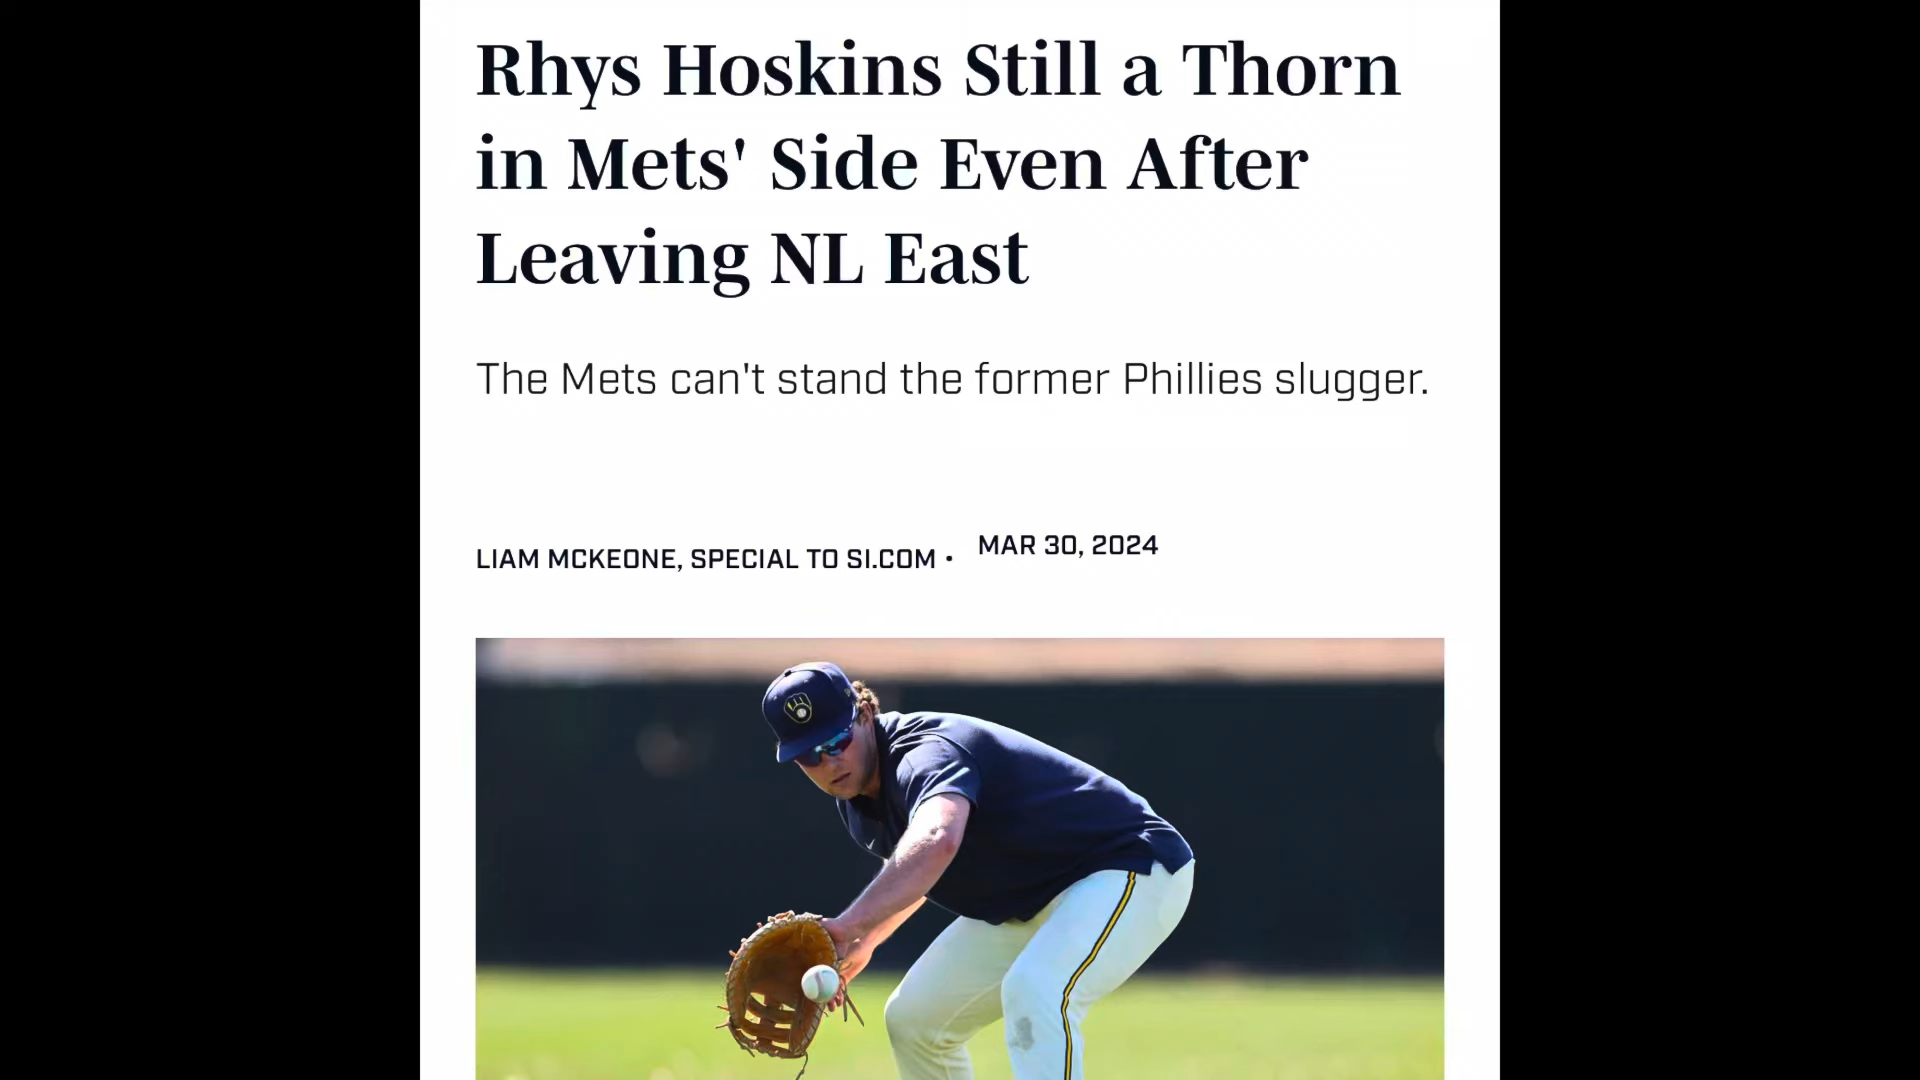 Rhys Hoskins Still a Thorn
in Mets' Side Even After
Leaving NL East
The Mets can't stand the former Phillies slugger.
LIAM MCKEONE, SPECIAL TO SI.COM •
MAR 30, 2024